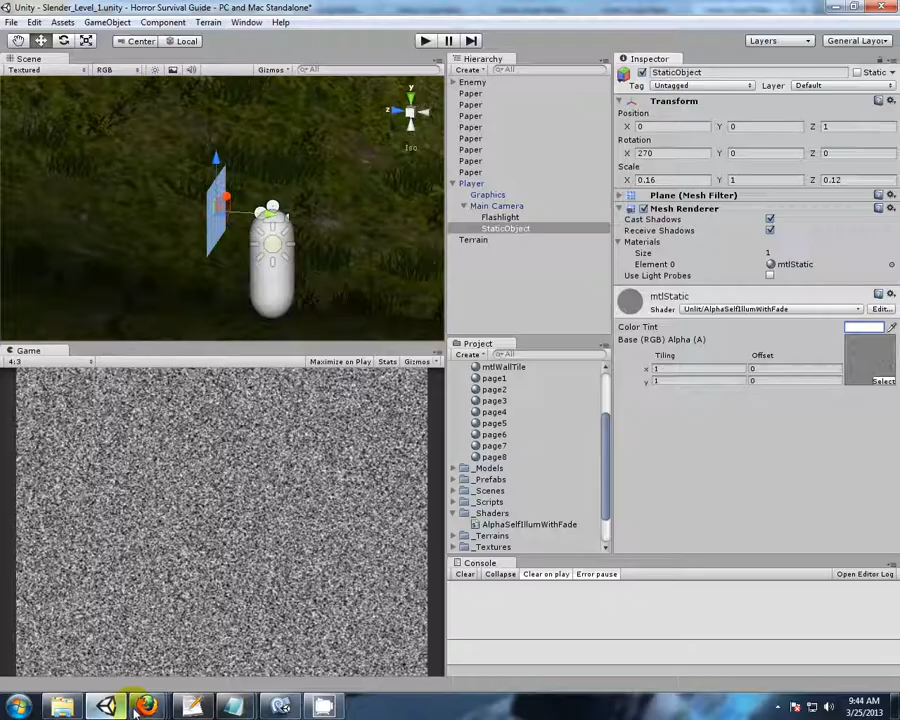 Unity - Slender_Level_1.unity - Horror Survival Guide - PC and Mac Standalone*
File Edit Assets GameObject Component Terrain Window Help
Center Local Layers General Layor
Scene
Textured RGB Gizmos All
y
z
Iso
Game
4:3 Maximize on Play Stats Gizmos
Hierarchy
Create All
Enemy
Paper
Paper
Paper
Paper
Paper
Paper
Paper
Paper
Player
Graphics
Main Camera
Flashlight
StaticObject
Terrain
Project
Create All
mtlWallTile
page1
page2
page3
page4
page5
page6
page7
page8
_Models
_Prefabs
_Scenes
_Scripts
_Shaders
AlphaSelfIllumWithFade
_Terrains
_Textures
Console
Clear Collapse Clear on play Error pause Open Editor Log
Inspector
StaticObject Static
Tag Untagged Layer Default
Transform
Position
X 0 Y 0 Z 1
Rotation
X 270 Y 0 Z 0
Scale
X 0.16 Y 1 Z 0.12
Plane (Mesh Filter)
Mesh Renderer
Cast Shadows
Receive Shadows
Materials
Size 1
Element 0 mtlStatic
Use Light Probes
mtlStatic
Shader Unlit/AlphaSelfIllumWithFade Edit...
Color Tint
Base (RGB) Alpha (A)
Tiling Offset
x 1 0
y 1 0
Select
9:44 AM
3/25/2013